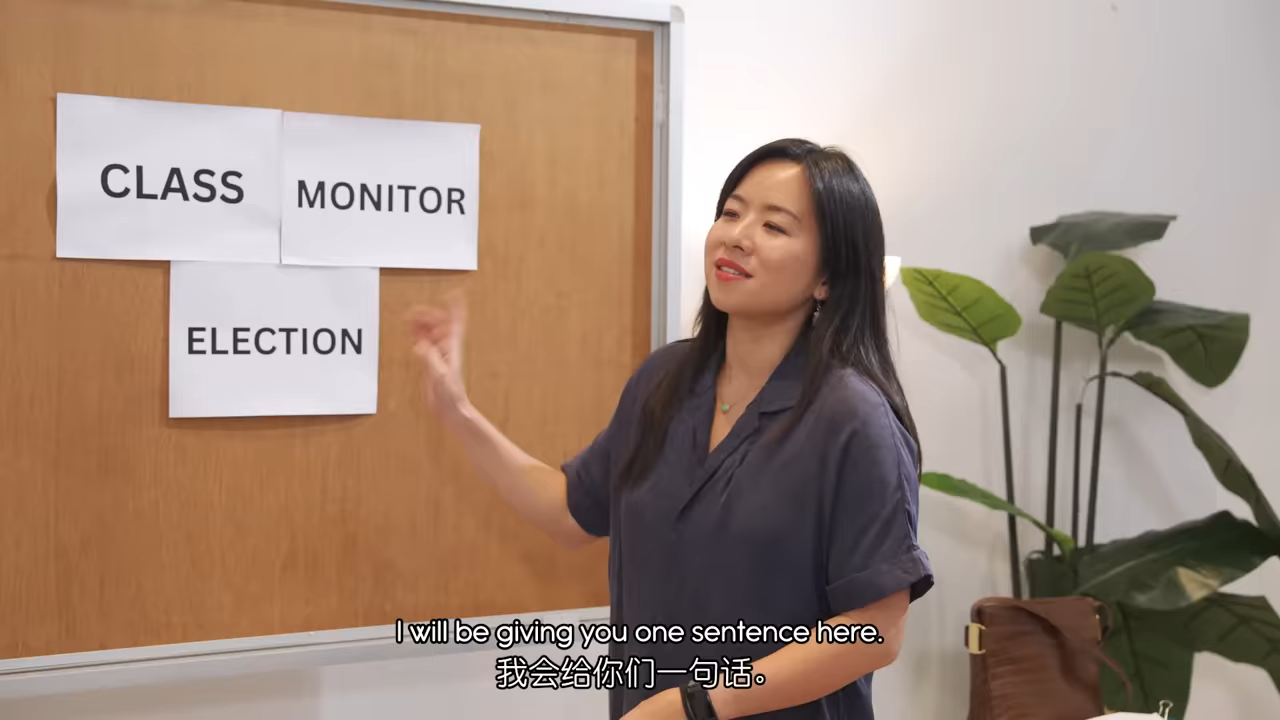 CLASS
MONITOR
ELECTION
I will be giving you one sentence here.
我会给你们一句话。